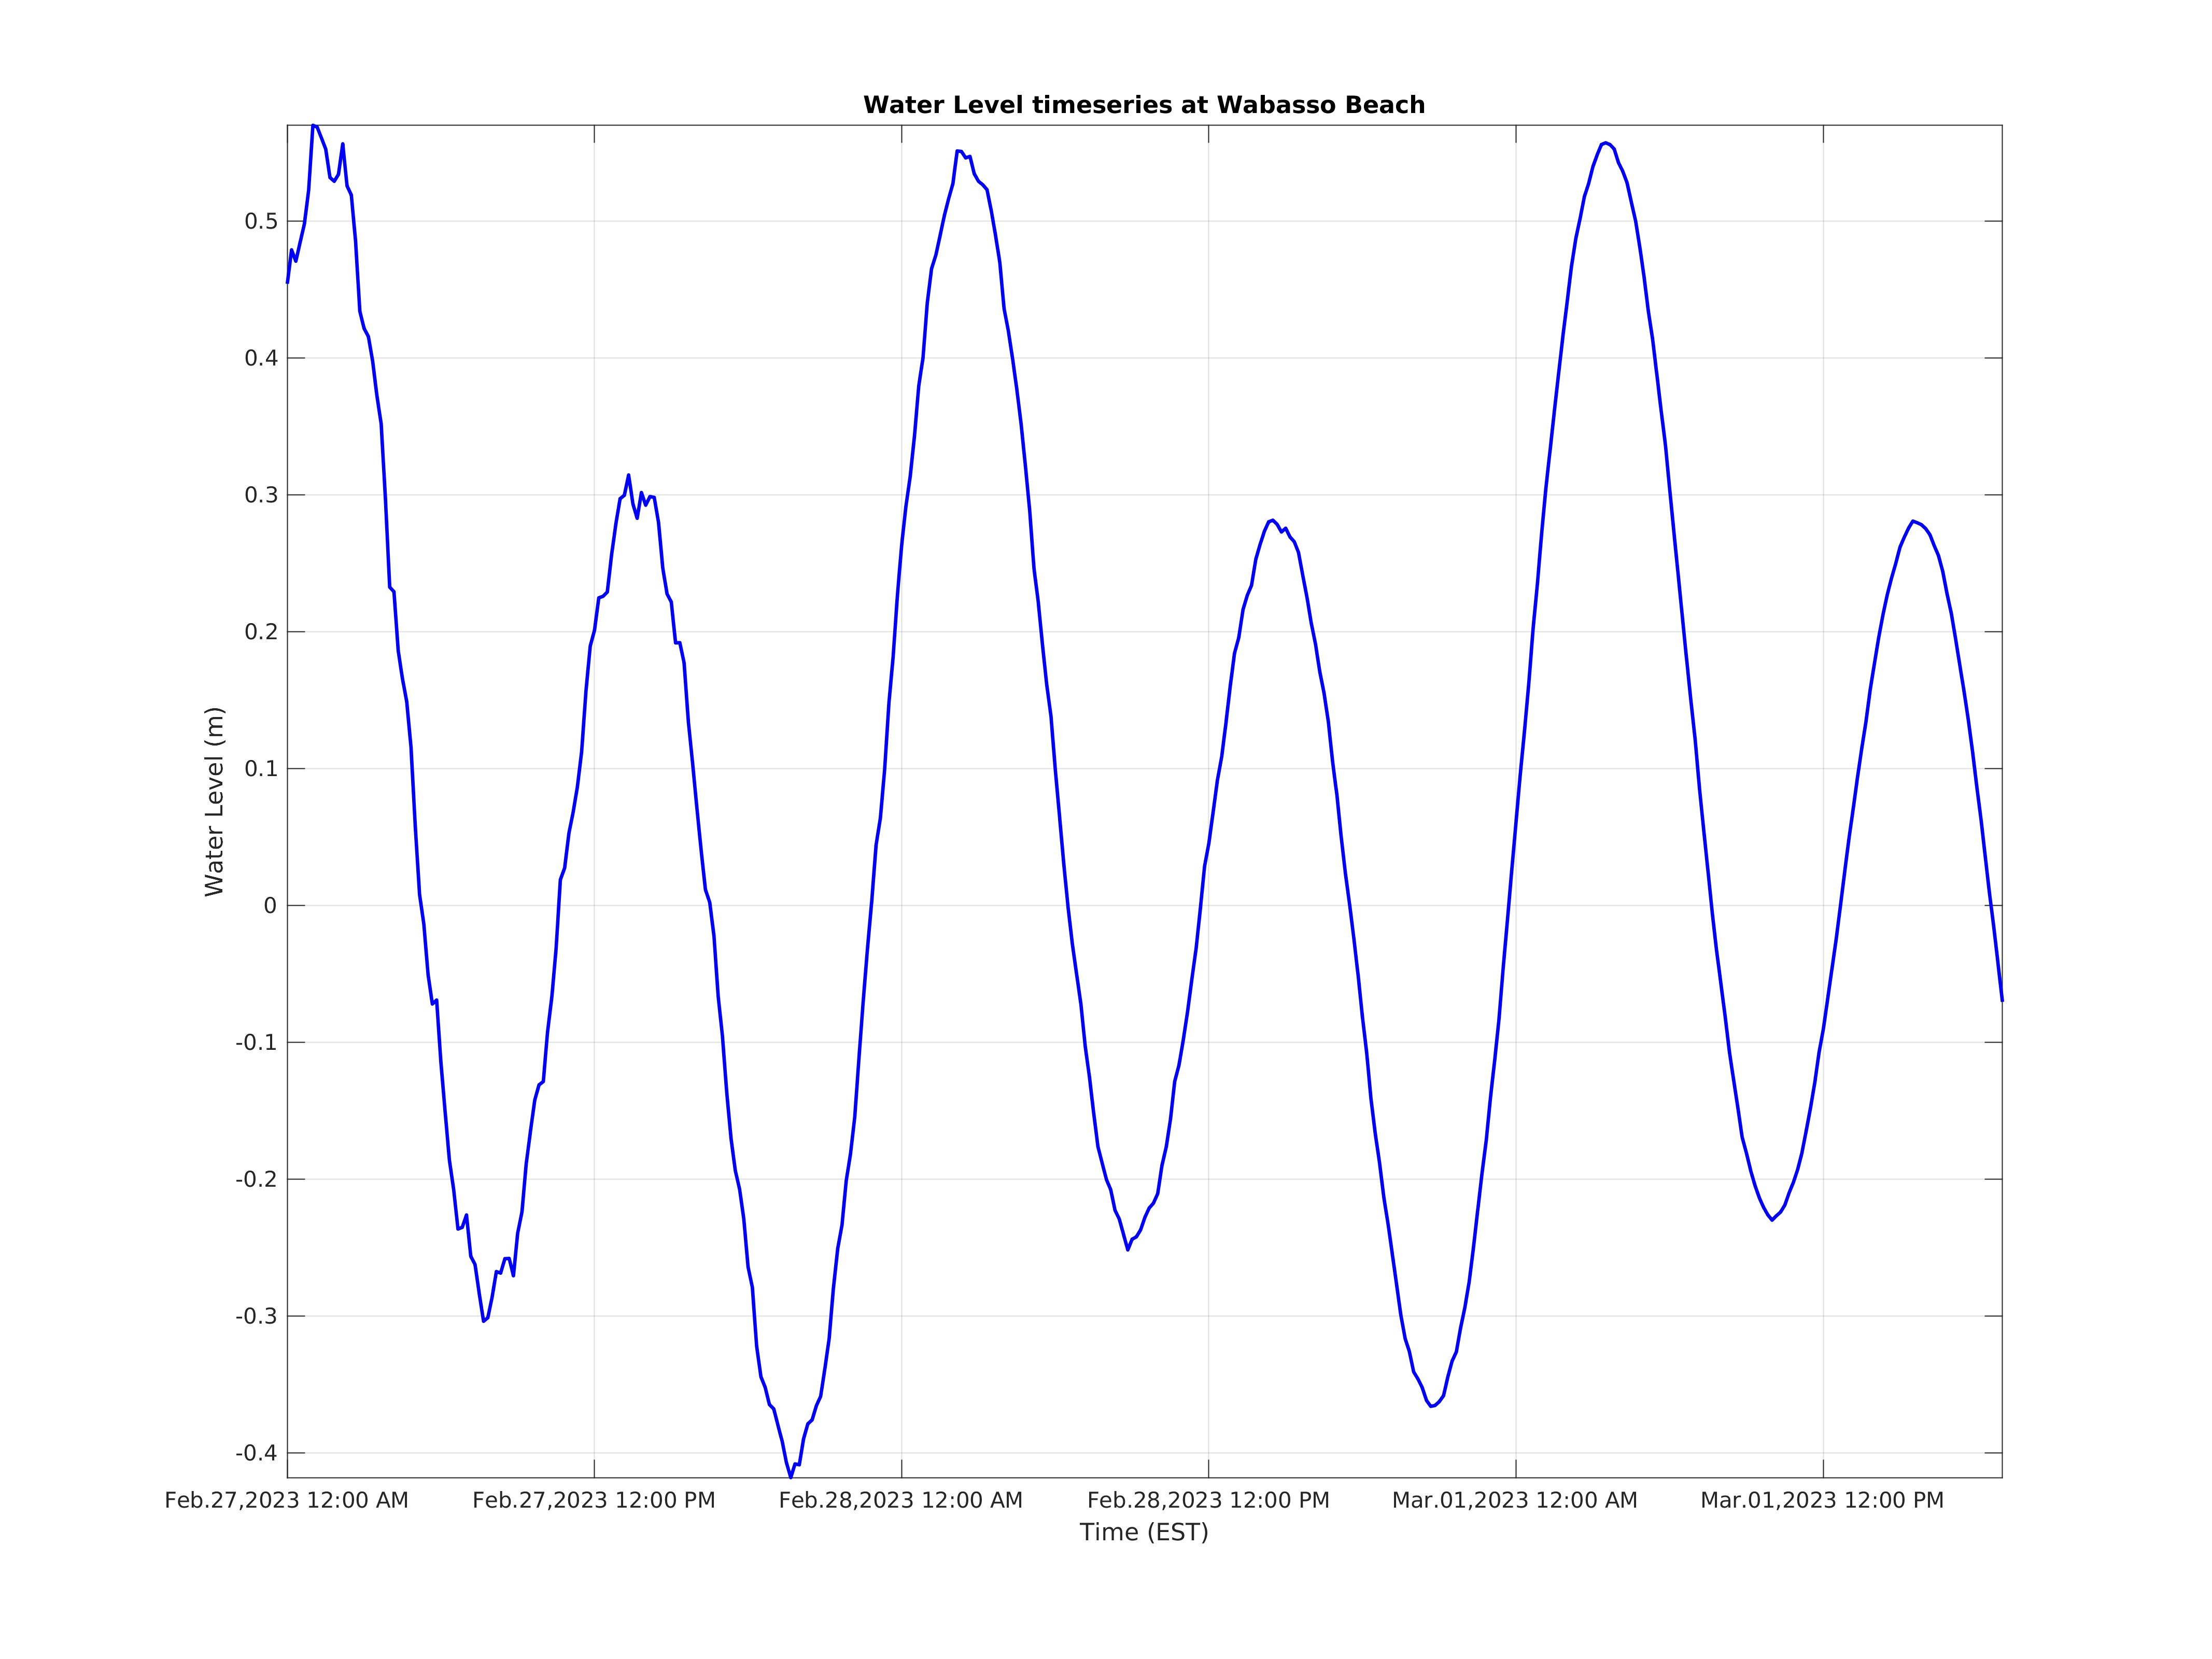 Water Level timeseries at Wabasso Beach
0.5
0.4
0.3
0.2
0.1
0
-0.1
-0.2
-0.3
-0.4
Water Level (m)
Feb.27,2023 12:00 AM Feb.27,2023 12:00 PM Feb.28,2023 12:00 AM Feb.28,2023 12:00 PM Mar.01,2023 12:00 AM Mar.01,2023 12:00 PM
Time (EST)